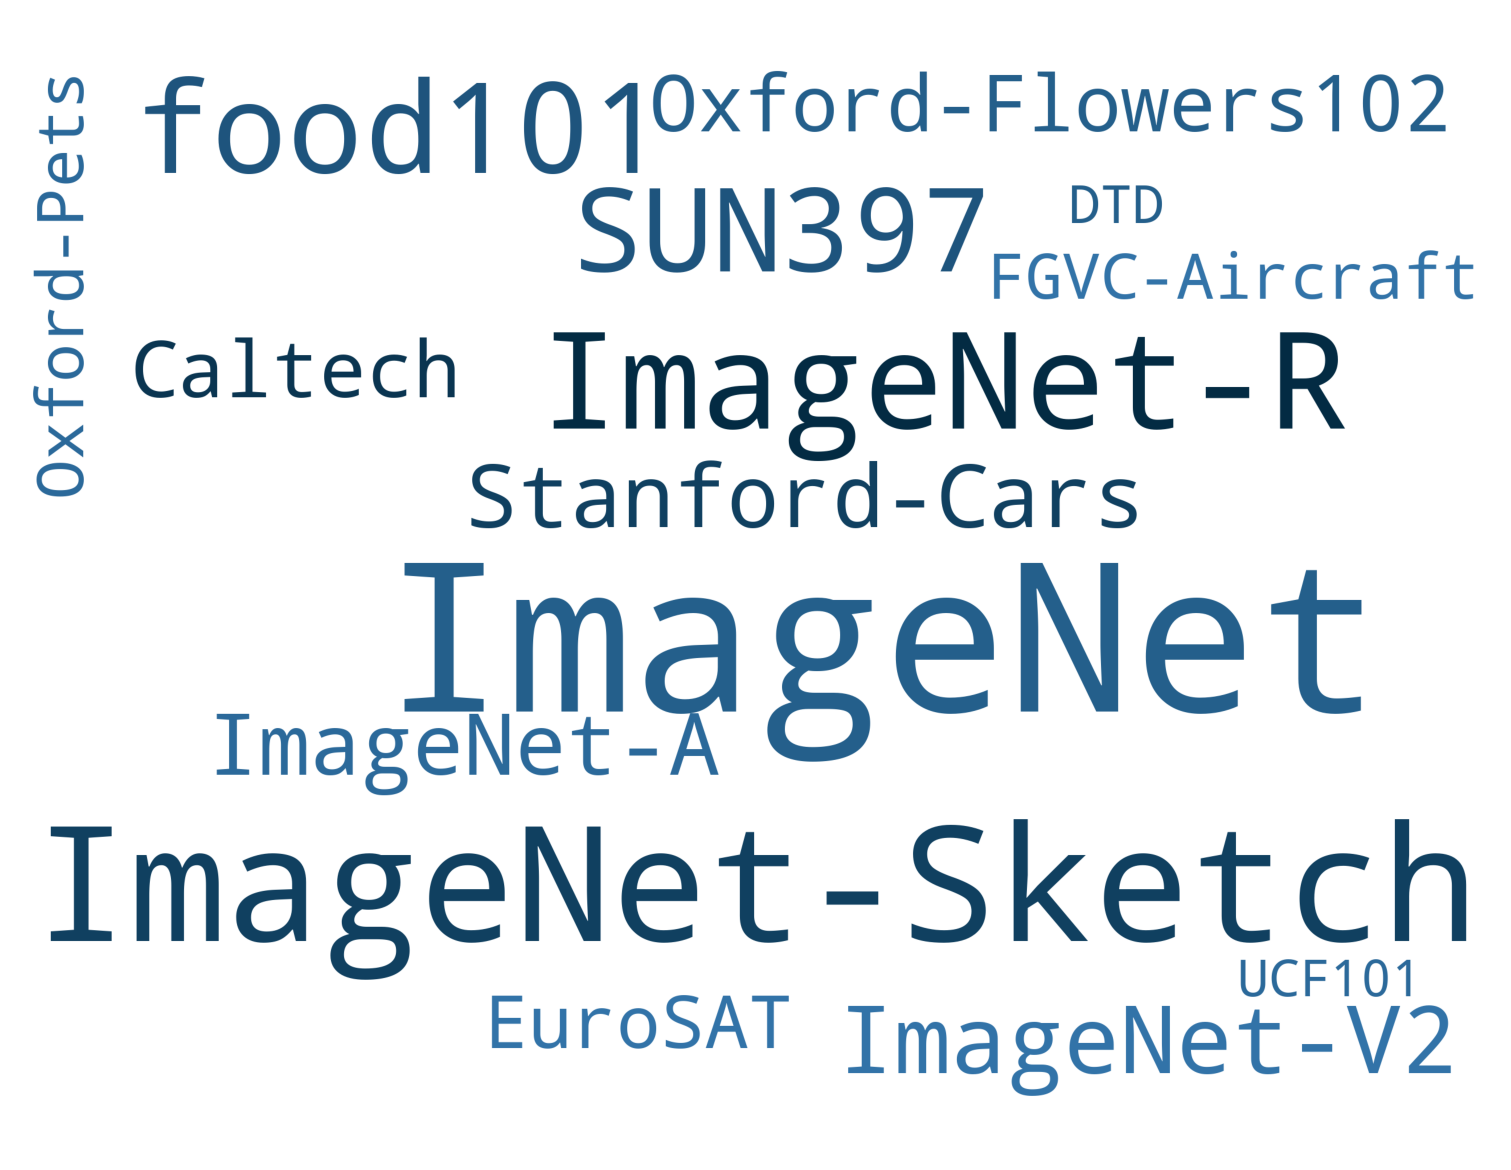 Oxford-Pets
food101
Oxford-Flowers102
SUN397
DTD
FGVC-Aircraft
Caltech
ImageNet-R
Stanford-Cars
ImageNet
ImageNet-A
ImageNet-Sketch
UCF101
EuroSAT
ImageNet-V2